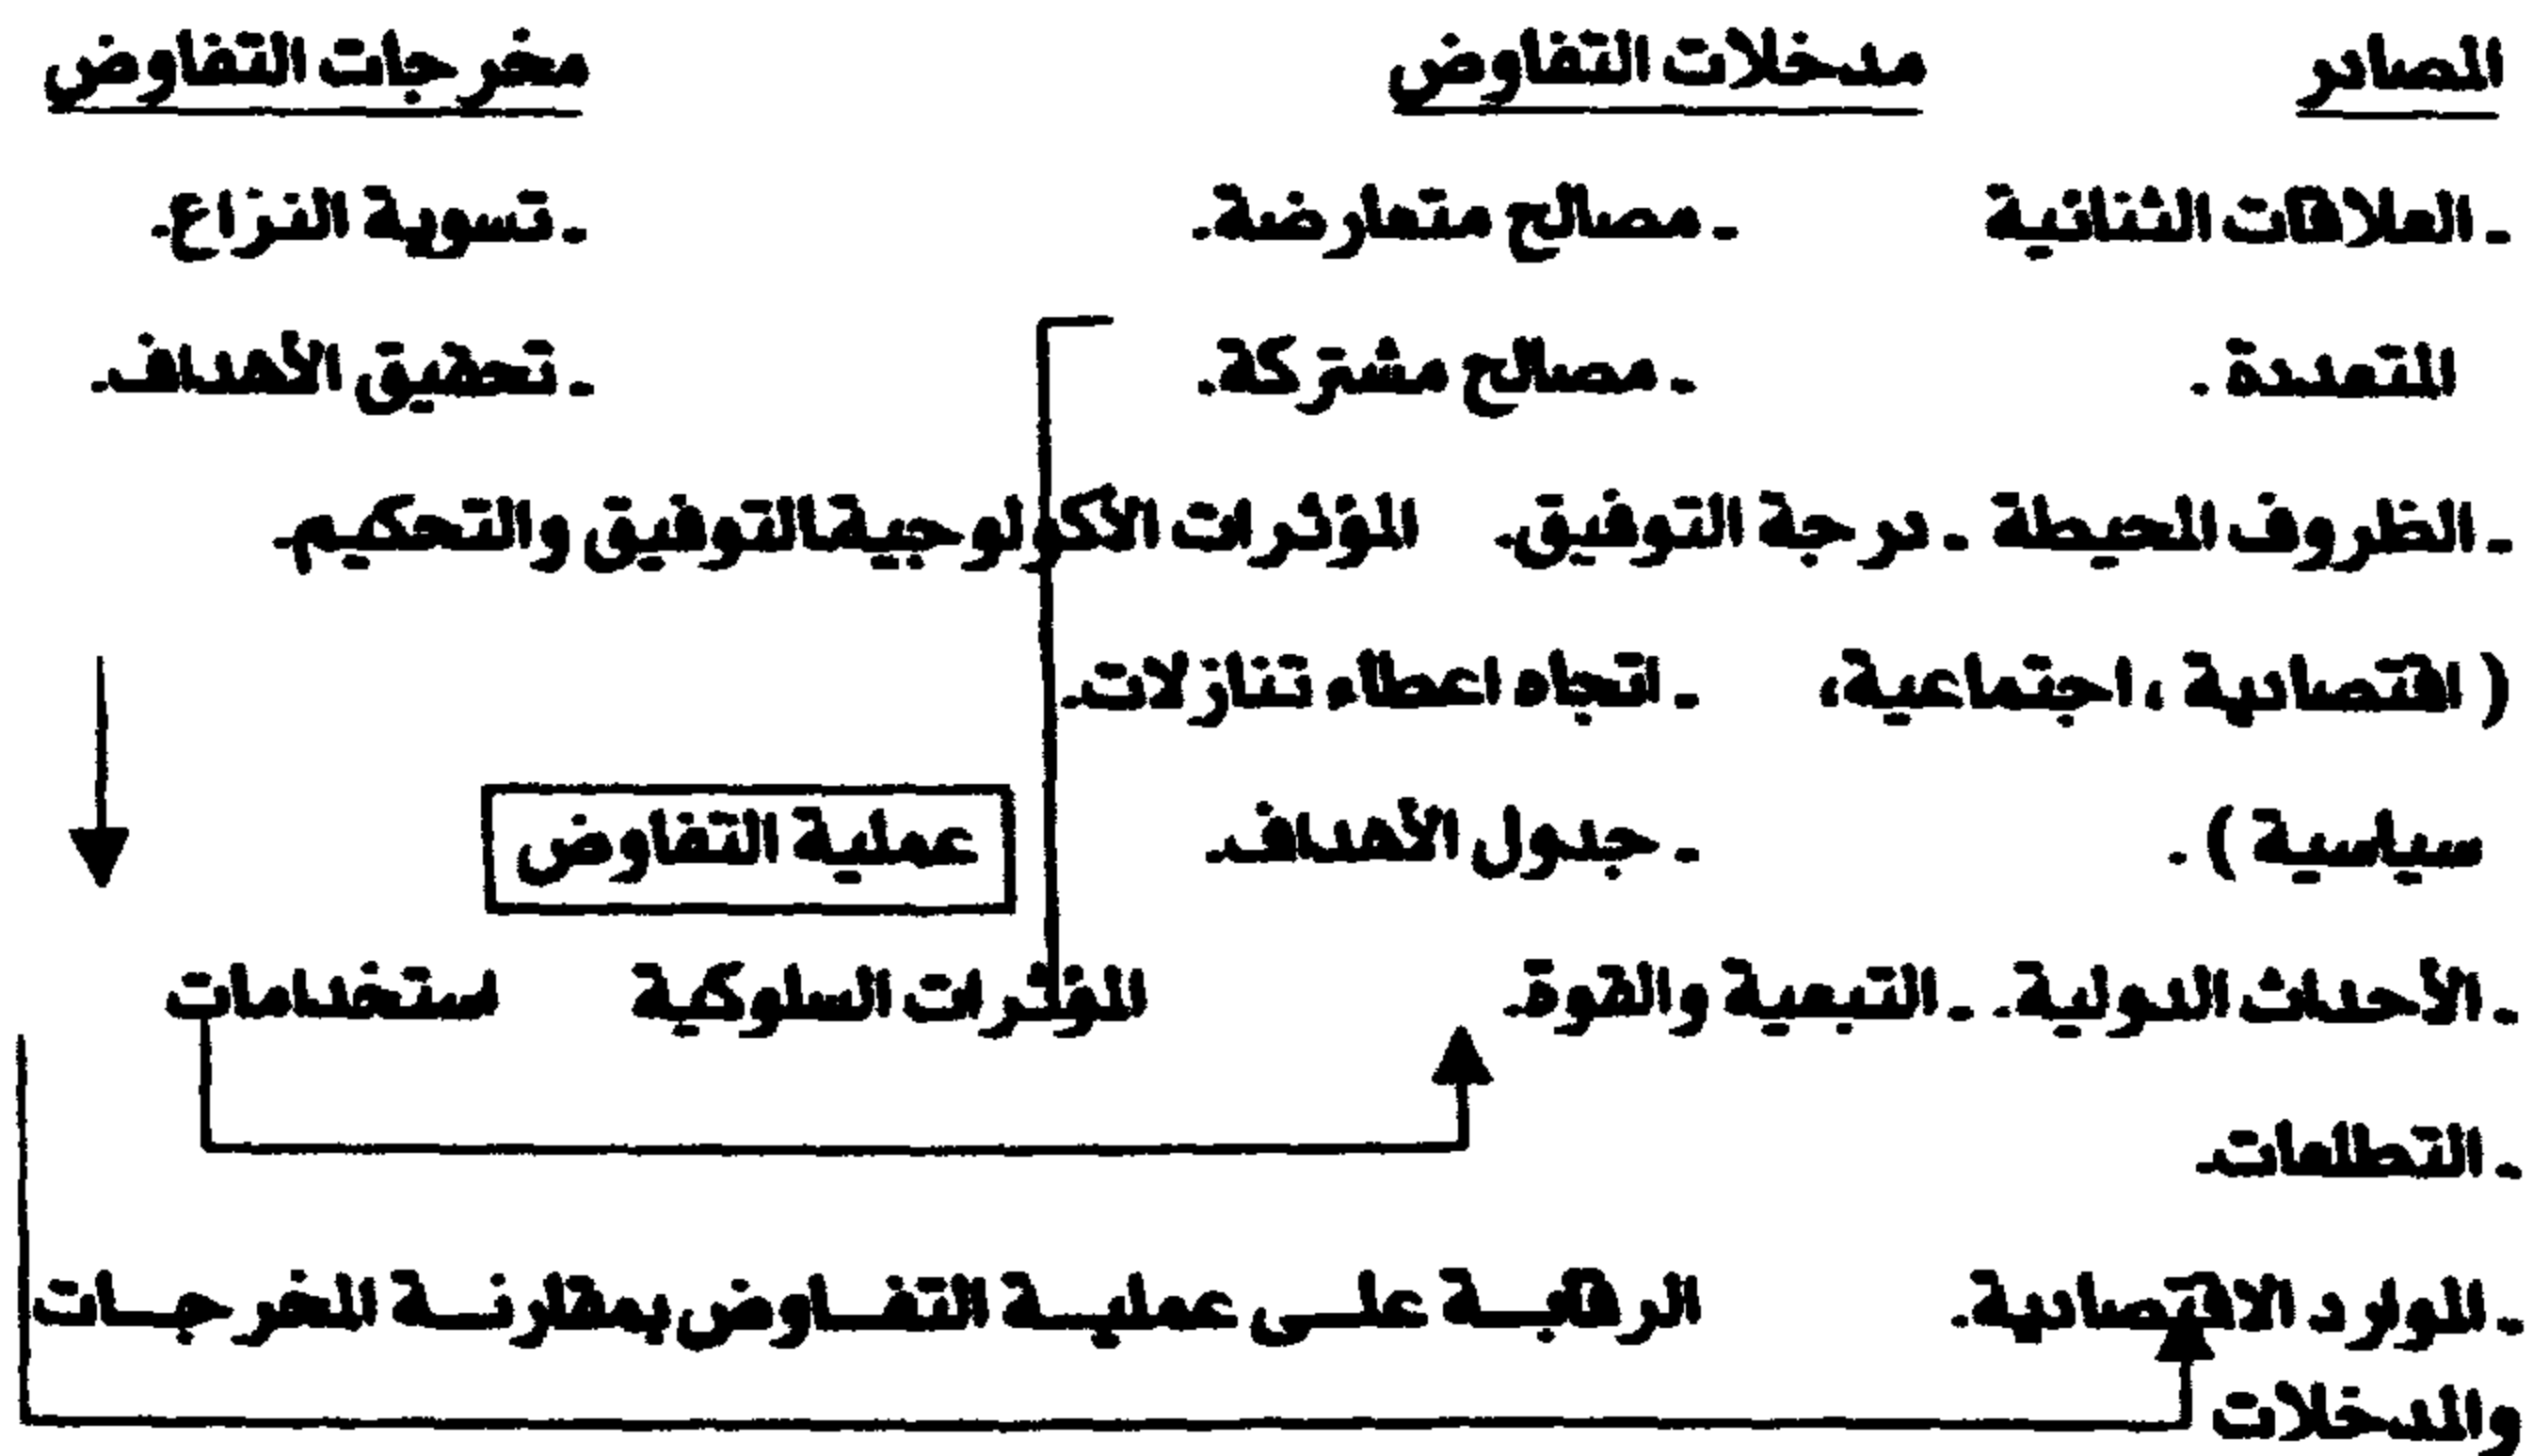 المصادر مدخلات التفاوض مخرجات التفاوض
- العلاقات الثنائية - مصالح متعارضة. - تسوية النزاع.
المتعددة. - مصالح مشتركة. - تحقيق الأهداف.
- الظروف المحيطة - درجة التوفيق. المؤثرات الأكولوجية التوفيق والتحكيم.
( اقتصادية ، اجتماعية، - اتجاه اعطاء تنازلات.
سياسية ) . - جدول الأهداف. عملية التفاوض
- الأحداث الدولية. - التبعية والقوة. المؤثرات السلوكية استخدامات
- التطلعات.
- الموارد الاقتصادية. الرقابة على عملية التفاوض بمقارنة المخرجات
والمدخلات